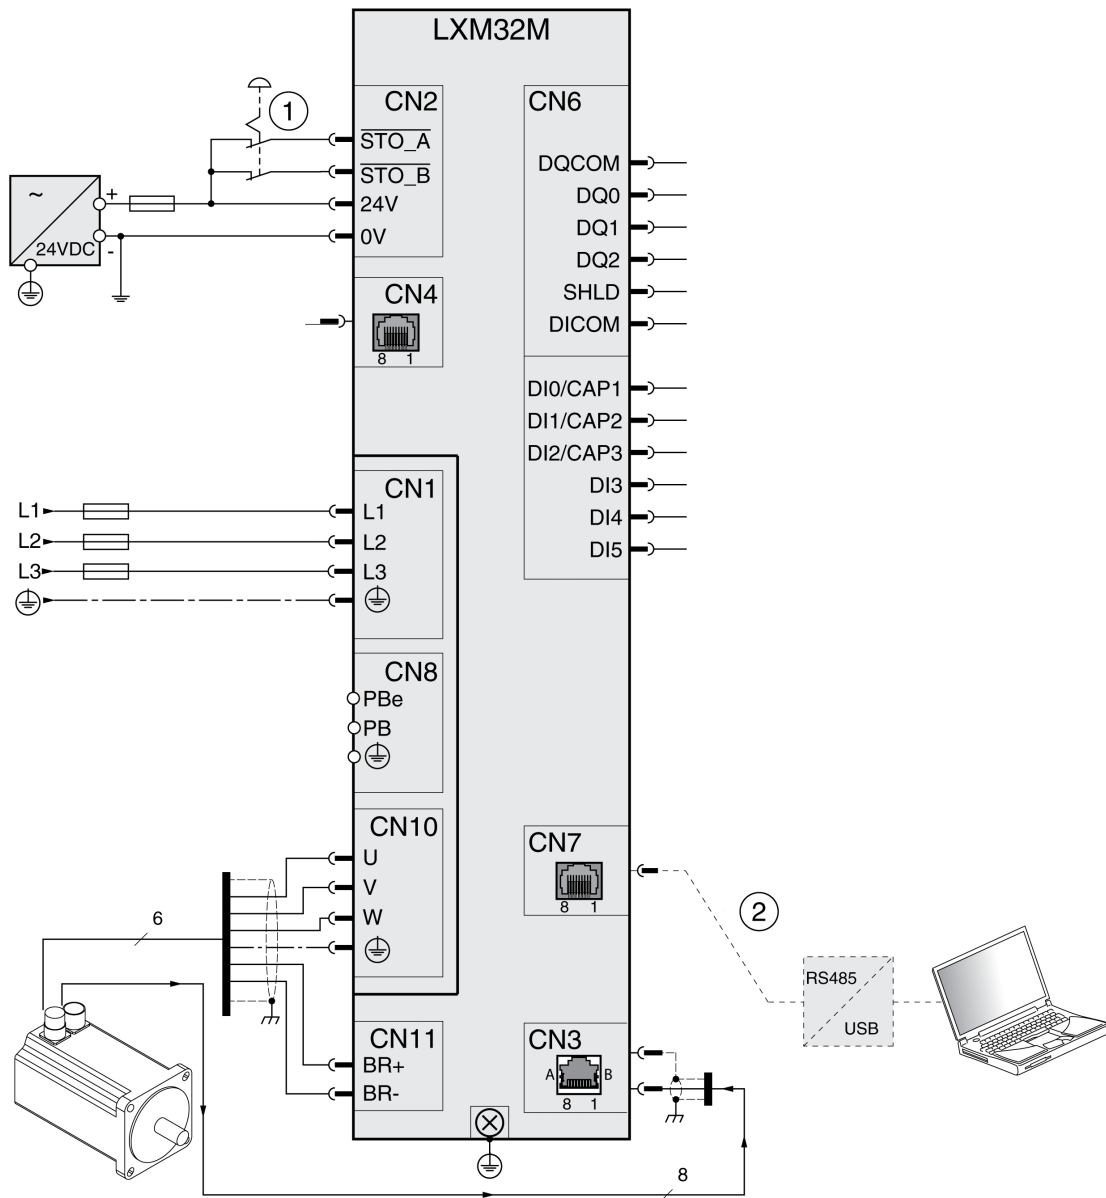 LXM32M
CN2
1
STO_A
STO_B
24V
0V
~
24VDC
+
-
CN4
8 1
CN6
DQCOM
DQ0
DQ1
DQ2
SHLD
DICOM
DI0/CAP1
DI1/CAP2
DI2/CAP3
DI3
DI4
DI5
CN1
L1 L1
L2 L2
L3 L3
CN8
PBe
PB
CN10
U
V
W
6
CN7
8 1
2
RS485
USB
CN11
BR+
BR-
CN3
A B
8 1
8